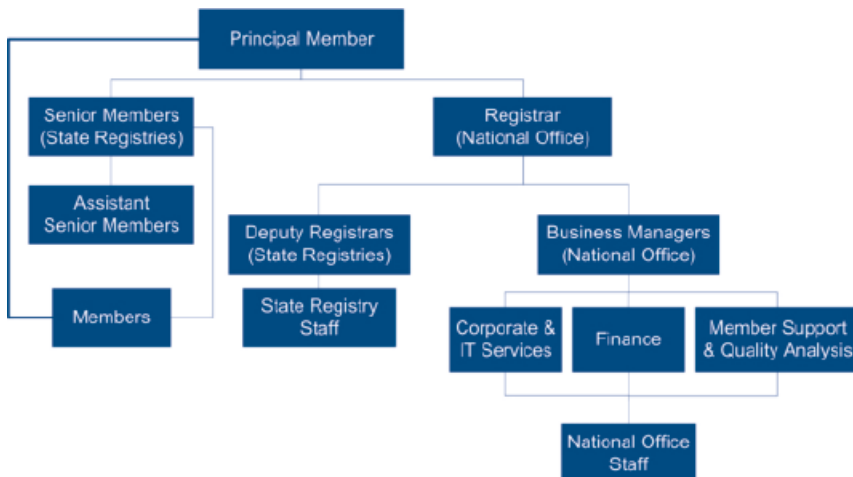 Principal Member
Senior Members
(State Registries)
Registrar
(National Office)
Assistant
Senior Members
Deputy Registrars
(State Registries)
Business Managers
(National Office)
Members
State Registry
Staff
Corporate &
IT Services
Finance
Member Support
& Quality Analysis
National Office
Staff